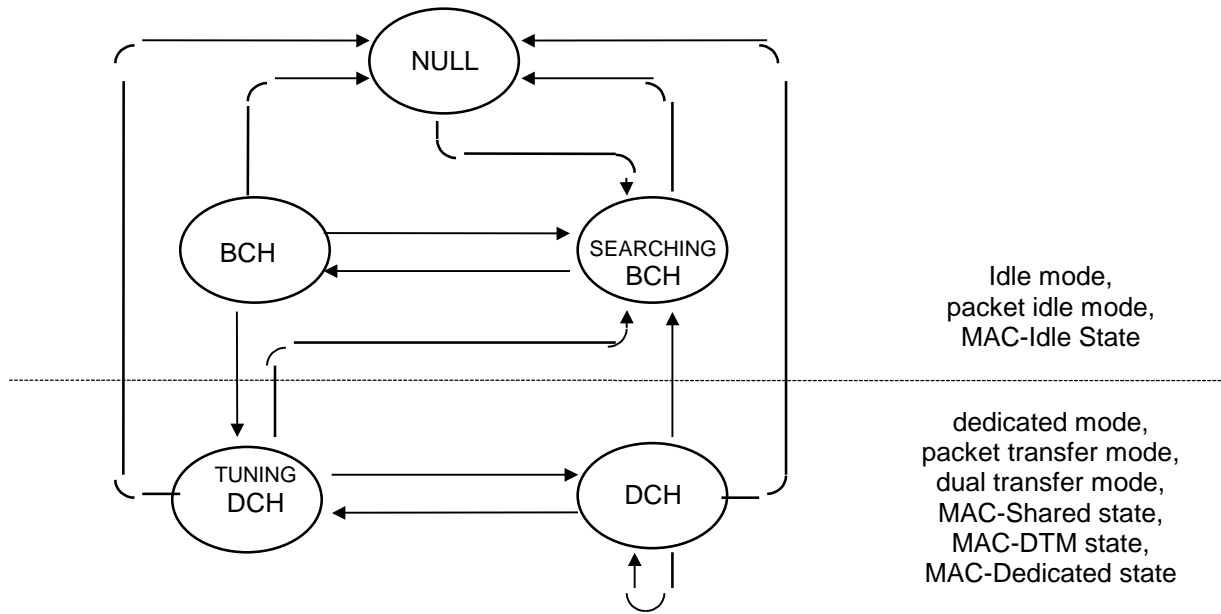 NULL
BCH
SEARCHING
BCH
Idle mode,
packet idle mode,
MAC-Idle State
TUNING
DCH
DCH
dedicated mode,
packet transfer mode,
dual transfer mode,
MAC-Shared state,
MAC-DTM state,
MAC-Dedicated state